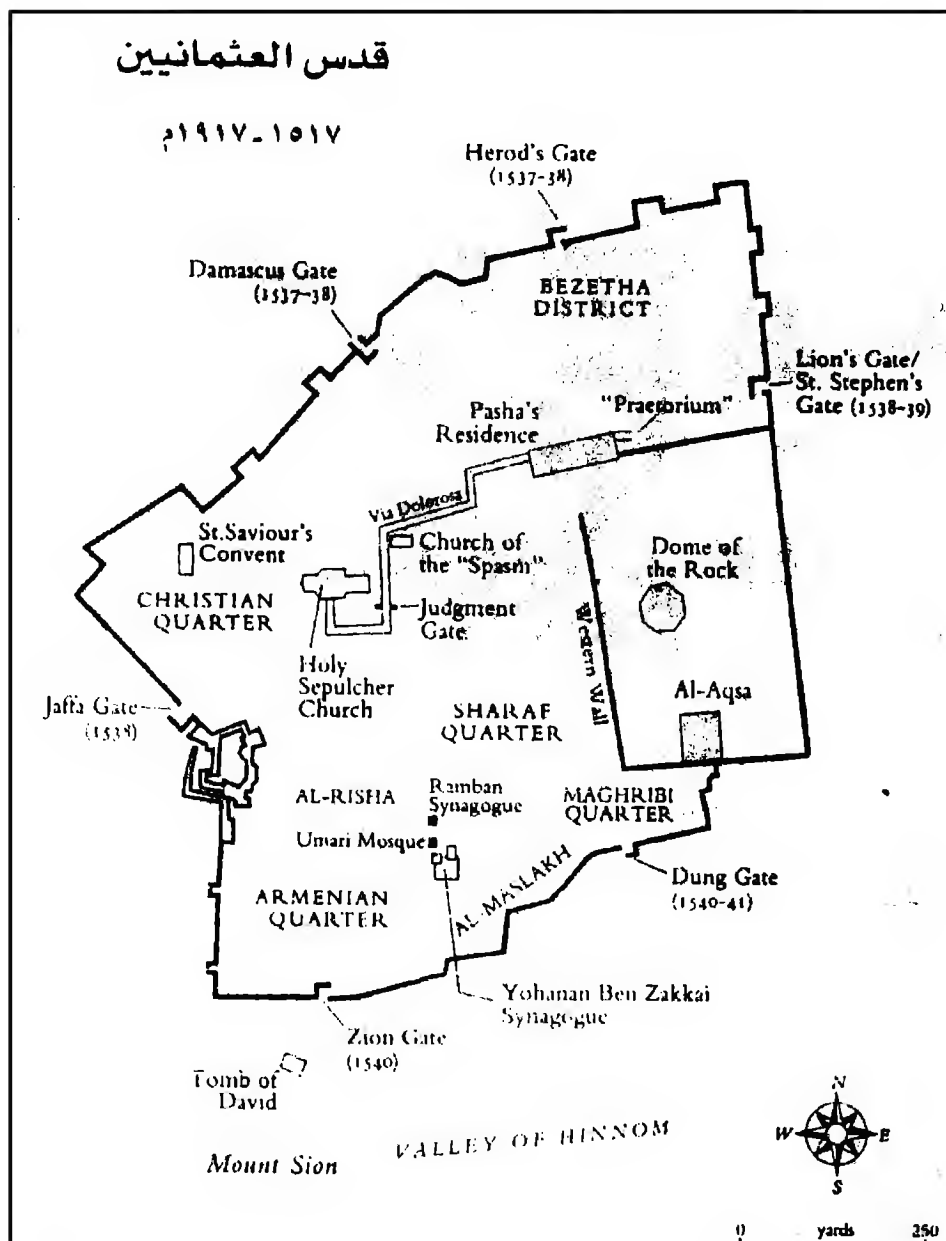 قدس العثمانيين
١٥١٧-١٩١٧م
Herod's Gate
(1537-38)
Damascus Gate
(1537-38)
BEZETHA
DISTRICT
Lion's Gate/
St. Stephen's
Gate (1538-39)
"Praetorium"
Pasha's
Residence
Via Dolorosa
St.Saviour's
Convent
Church of
the "Spasm"
Dome of
the Rock
CHRISTIAN
QUARTER
Judgment
Gate
Western Wall
Holy
Sepulcher
Church
Al-Aqsa
Jaffa Gate
(1538)
SHARAF
QUARTER
AL-RISHA
Ramban
Synagogue
MAGHRIBI
QUARTER
Umari Mosque
AL-MASLAKH
Dung Gate
(1540-41)
ARMENIAN
QUARTER
Yohanan Ben Zakkai
Synagogue
Zion Gate
(1540)
Tomb of
David
VALLEY OF HINNOM
Mount Sion
N
W E
S
0 yards 250